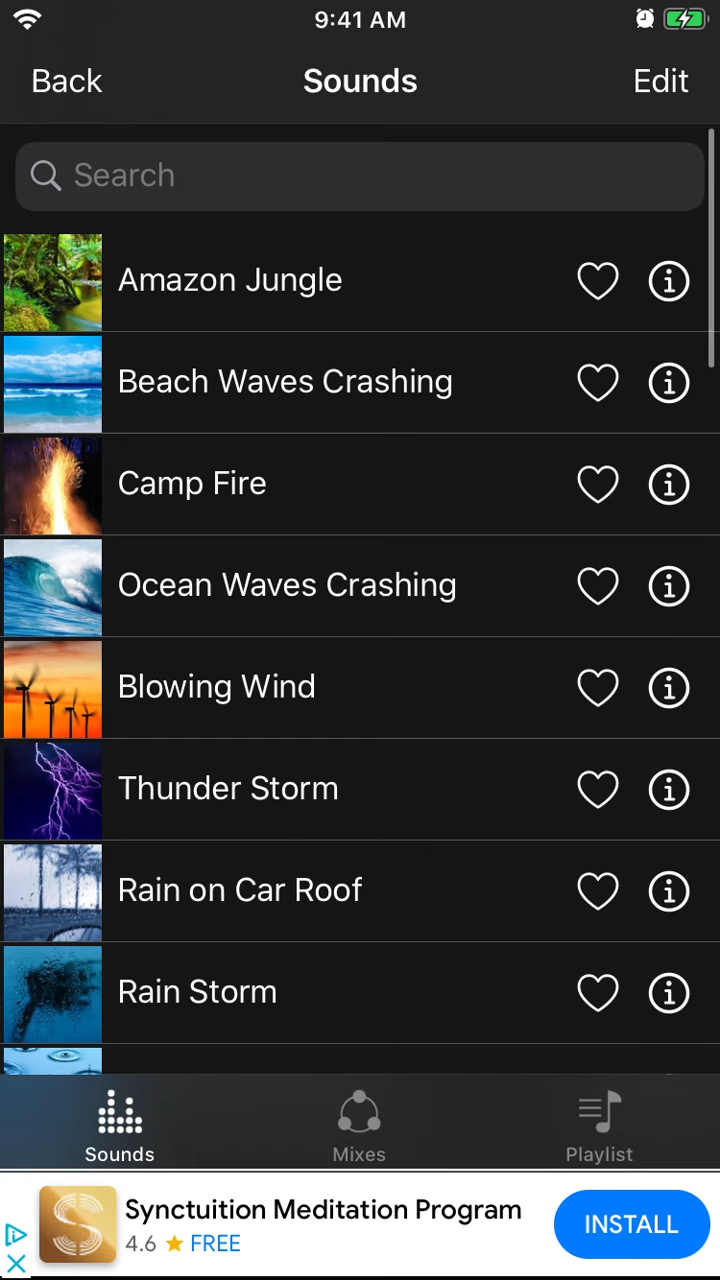 9:41 AM
Back
Sounds
Edit
Search
Amazon Jungle
Beach Waves Crashing
Camp Fire
Ocean Waves Crashing
Blowing Wind
Thunder Storm
Rain on Car Roof
Rain Storm
Sounds
Mixes
Playlist
Synctuition Meditation Program
4.6 ★ FREE
INSTALL